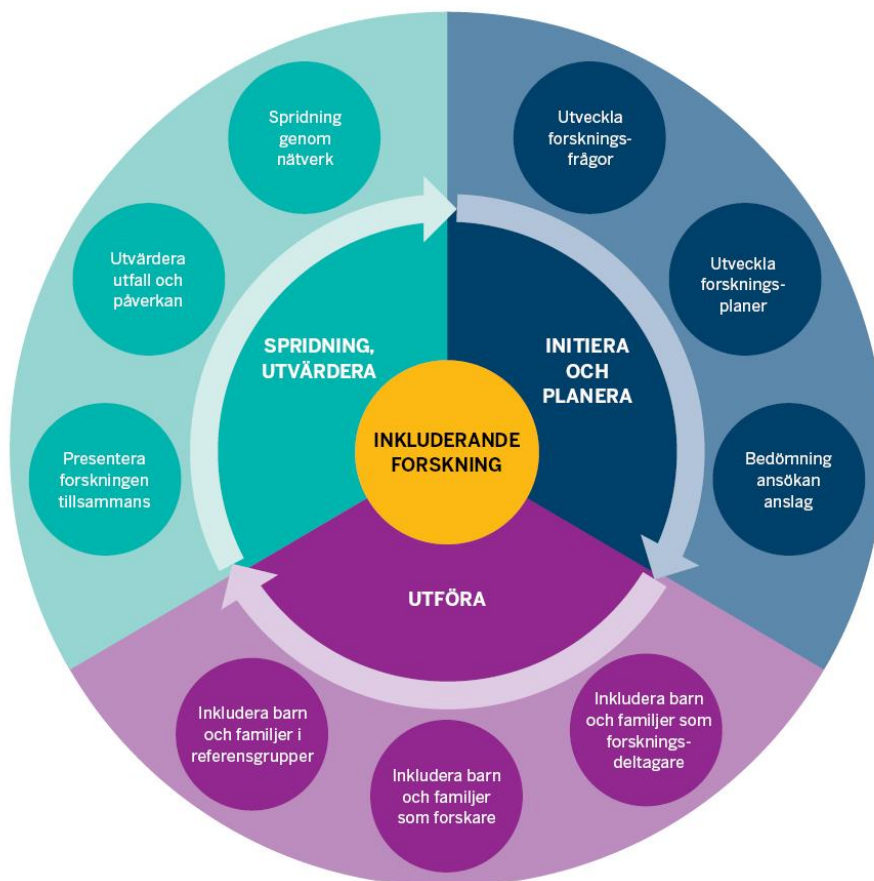 Spridning
genom
nätverk
Utvärdera
utfall och
påverkan
Presentera
forskningen
tillsammans
SPRIDNING,
UTVÄRDERA
Utveckla
forsknings-
frågor
Utveckla
forsknings-
planer
Bedömning
ansökan
anslag
INITIERA
OCH
PLANERA
INKLUDERANDE
FORSKNING
UTFÖRA
Inkludera barn
och familjer i
referensgrupper
Inkludera barn
och familjer
som forskare
Inkludera barn
och familjer som
forsknings-
deltagare